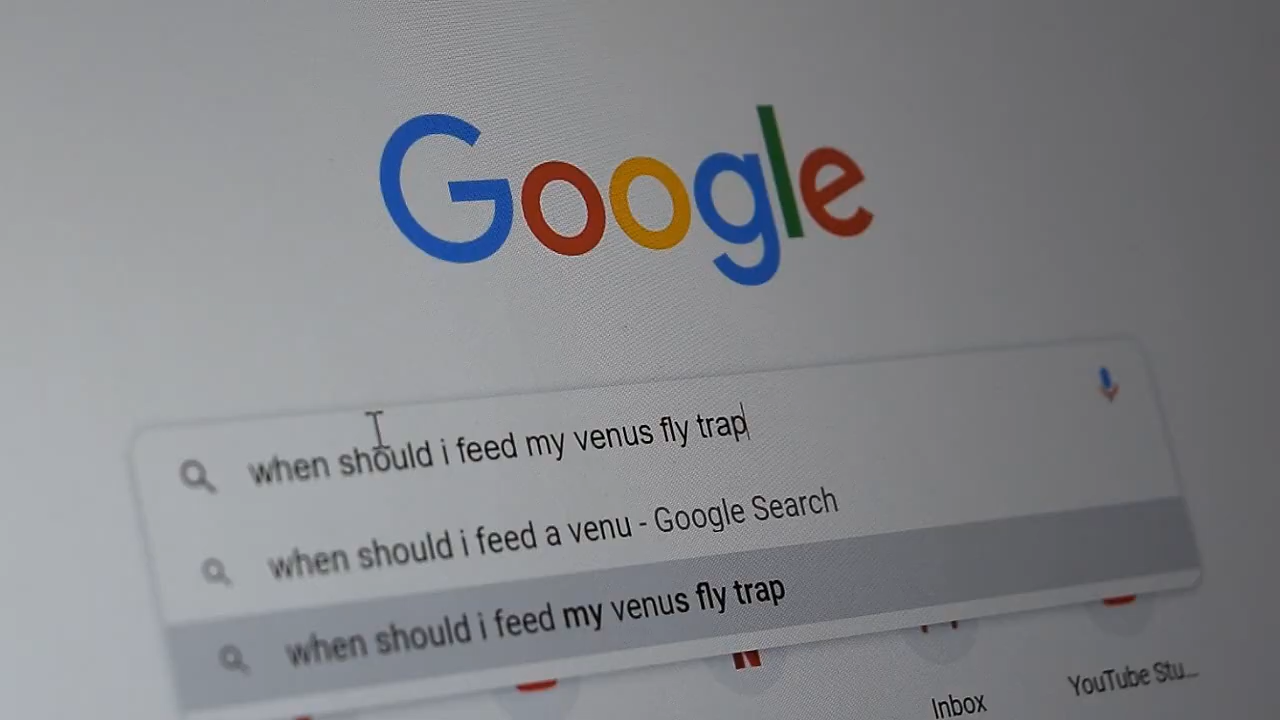 Google
when should i feed my venus fly trap
when should i feed a venu - Google Search
when should i feed my venus fly trap
N
Inbox
YouTube Stu...